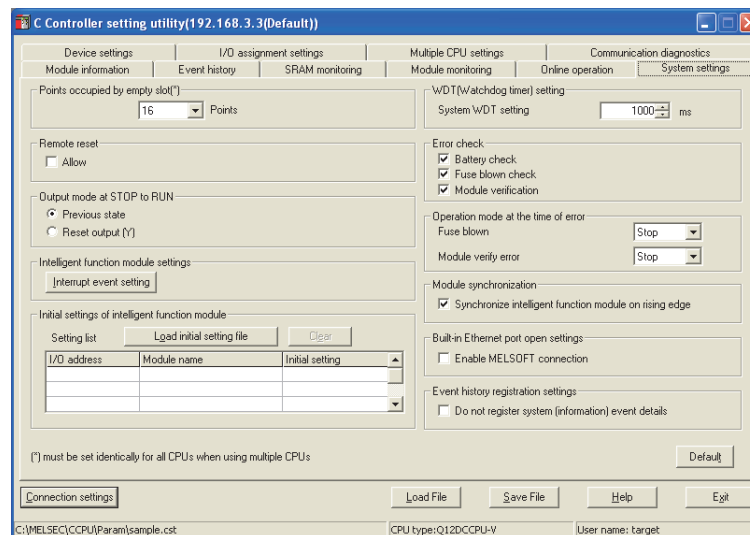 C Controller setting utility(192.168.3.3(Default))
Device settings I/O assignment settings Multiple CPU settings Communication diagnostics
Module information Event history SRAM monitoring Module monitoring Online operation System settings
Points occupied by empty slot(*)
16 Points
Remote reset
Allow
Output mode at STOP to RUN
Previous state
Reset output (Y)
Intelligent function module settings
Interrupt event setting
Initial settings of intelligent function module
Setting list Load initial setting file Clear
I/O address Module name Initial setting
WDT(Watchdog timer) setting
System WDT setting 1000 ms
Error check
Battery check
Fuse blown check
Module verification
Operation mode at the time of error
Fuse blown Stop
Module verify error Stop
Module synchronization
Synchronize intelligent function module on rising edge
Built-in Ethernet port open settings
Enable MELSOFT connection
Event history registration settings
Do not register system (information) event details
(*) must be set identically for all CPUs when using multiple CPUs
Default
Connection settings Load File Save File Help Exit
C:\MELSEC\CCPU\Param\sample.cst CPU type:Q12DCCPU-V User name: target